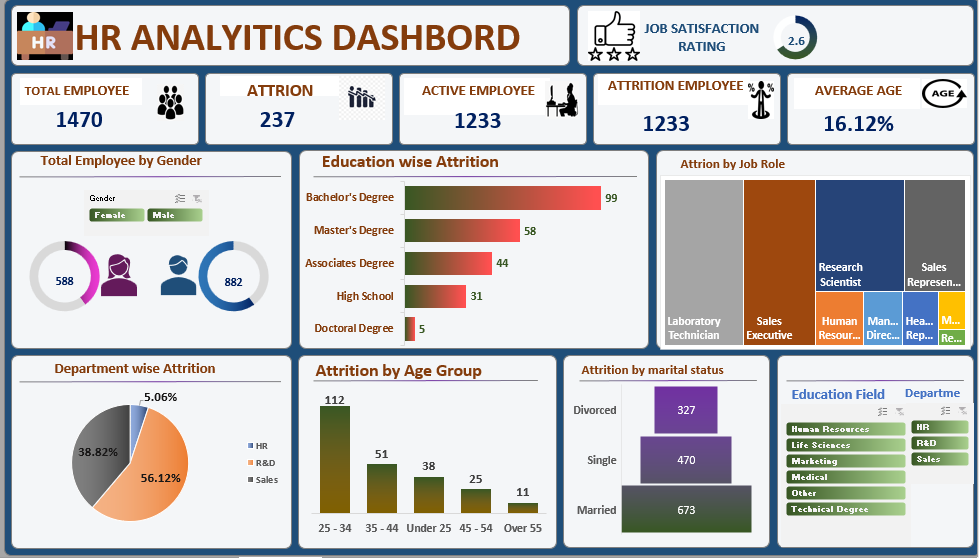 HR
HR ANALYITICS DASHBORD
JOB SATISFACTION
RATING
2.6
TOTAL EMPLOYEE
1470
ATTRION
237
ACTIVE EMPLOYEE
1233
ATTRITION EMPLOYEE
% %
1233
AVERAGE AGE
AGE
16.12%
Total Employee by Gender
Gender
Female
Male
588
882
Education wise Attrition
Bachelor's Degree
99
Master's Degree
58
Associates Degree
44
High School
31
Doctoral Degree
5
Attrion by Job Role
Laboratory
Technician
Sales
Executive
Research
Scientist
Sales
Represen...
Human
Resour...
Man...
Direc...
Hea...
Rep...
M...
Re...
Department wise Attrition
5.06%
38.82%
56.12%
HR
R&D
Sales
Attrition by Age Group
112
51
38
25
11
25 - 34
35 - 44
Under 25
45 - 54
Over 55
Attrition by marital status
Divorced
327
Single
470
Married
673
Education Field
Human Resources
Life Sciences
Marketing
Medical
Other
Technical Degree
Departme
HR
R&D
Sales